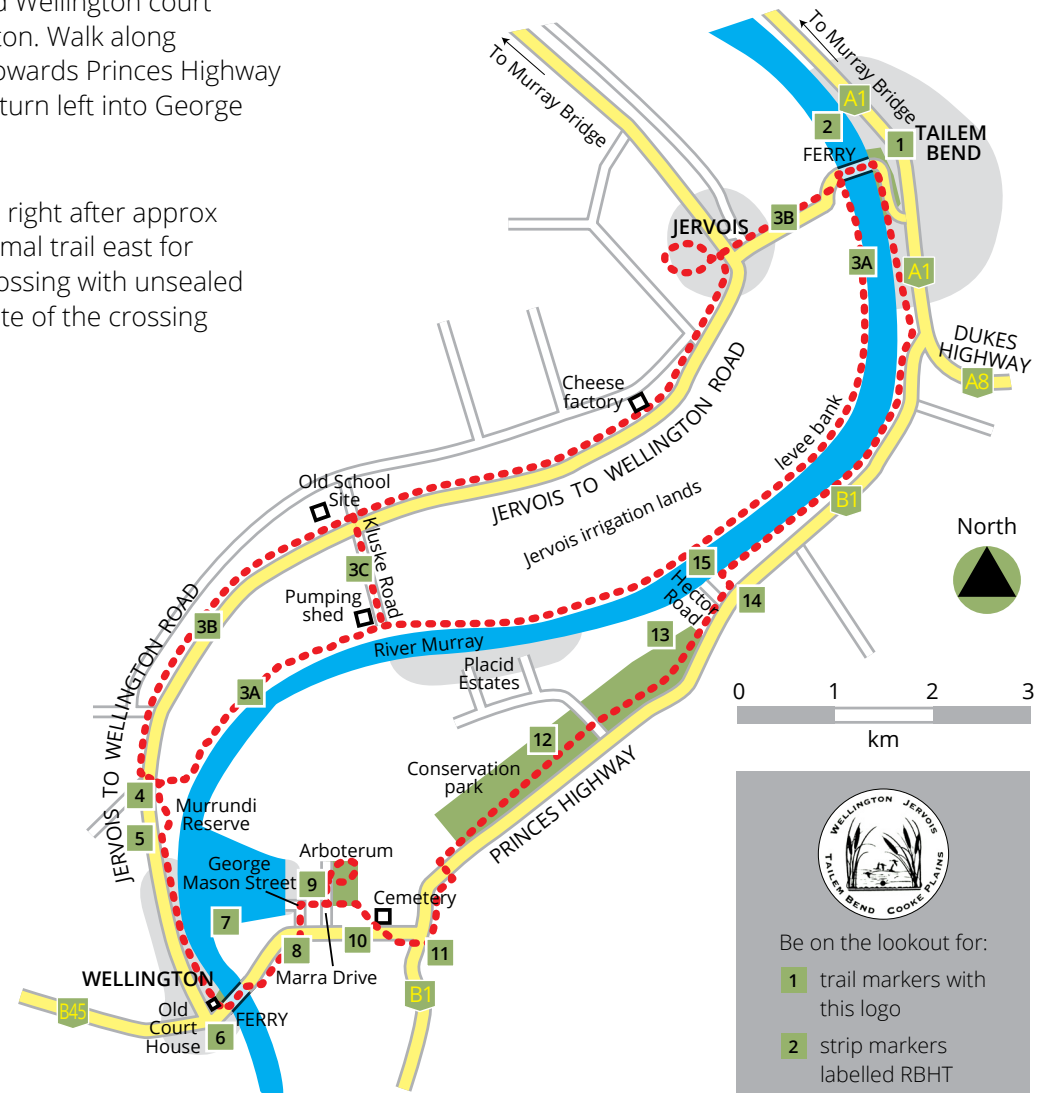 d Wellington court
ton. Walk along
owards Princes Highway
turn left into George
right after approx
mal trail east for
ossing with unsealed
te of the crossing
To Murray Bridge
To Murray Bridge
A1
2
1
TAILEM
BEND
FERRY
JERVOIS
3B
3A
A1
DUKES
HIGHWAY
A8
Cheese
factory
JERVOIS TO WELLINGTON ROAD
levee bank
Old School
Site
Jervois irrigation lands
B1
Kluske Road
3C
15
North
Pumping
shed
Hector
Road
14
3B
River Murray
13
Placid
Estates
3A
JERVOIS TO WELLINGTON ROAD
0 1 2 3
km
12
Conservation
park
PRINCES HIGHWAY
4
Murrundi
Reserve
5
Arboterum
George
Mason Street
9
Cemetery
7
10
8
11
Marra Drive
WELLINGTON
B1
B45
Old
Court
House
FERRY
6
WELLINGTON JERVOIS
TAILEM BEND COOKE PLAINS
Be on the lookout for:
1 trail markers with
this logo
2 strip markers
labelled RBHT